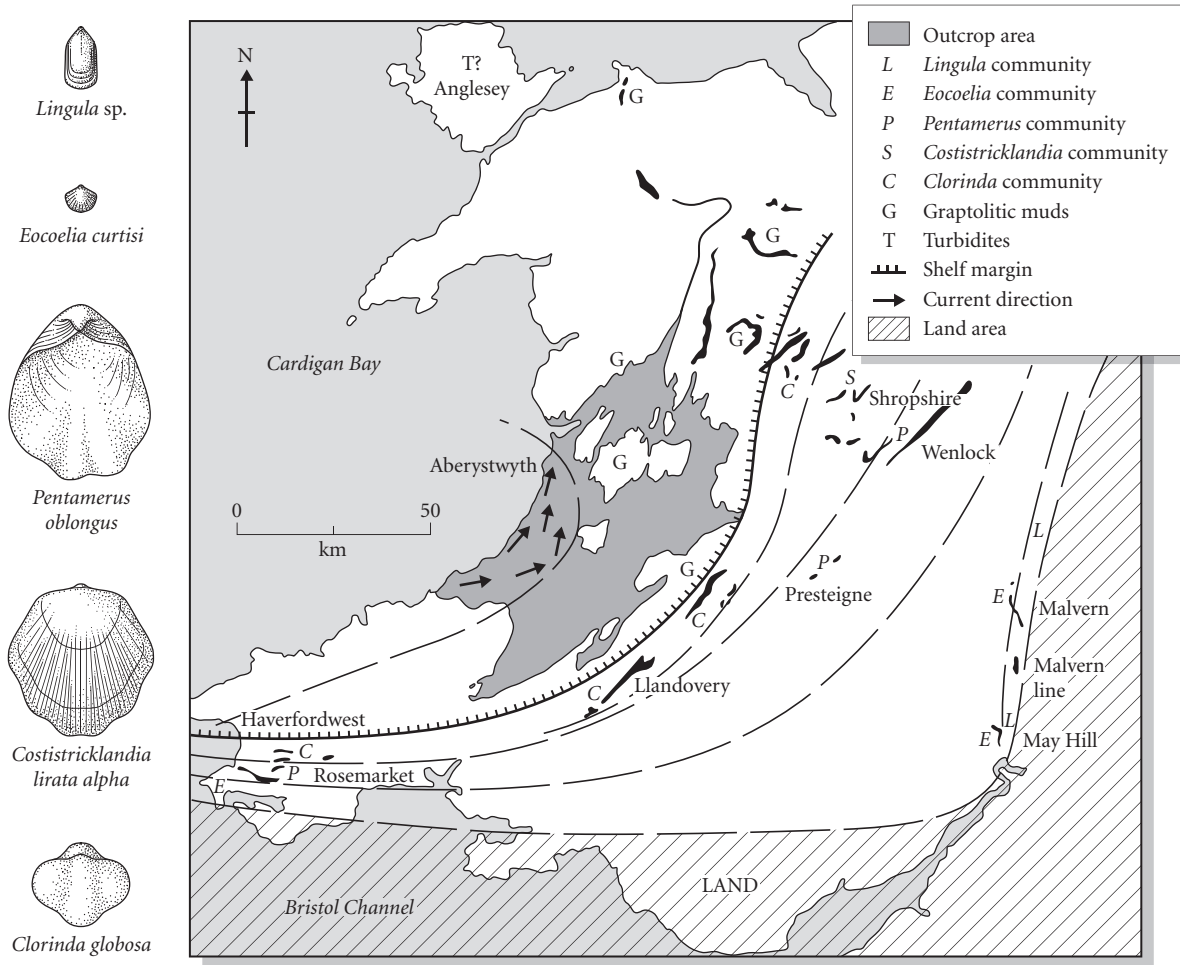 Lingula sp.
Eocoelia curtisi
Pentamerus
oblongus
Costistricklandia
lirata alpha
Clorinda globosa
N
T?
Anglesey
G
G
Cardigan Bay
G
G
C
S
Shropshire
P
Wenlock
Aberystwyth
G
0
50
km
L
G
P
Presteigne
E
Malvern
C
Malvern
line
C
Llandovery
L
E
May Hill
Haverfordwest
C
P
Rosemarket
E
LAND
Bristol Channel
Outcrop area
L Lingula community
E Eocoelia community
P Pentamerus community
S Costistricklandia community
C Clorinda community
G Graptolitic muds
T Turbidites
Shelf margin
Current direction
Land area